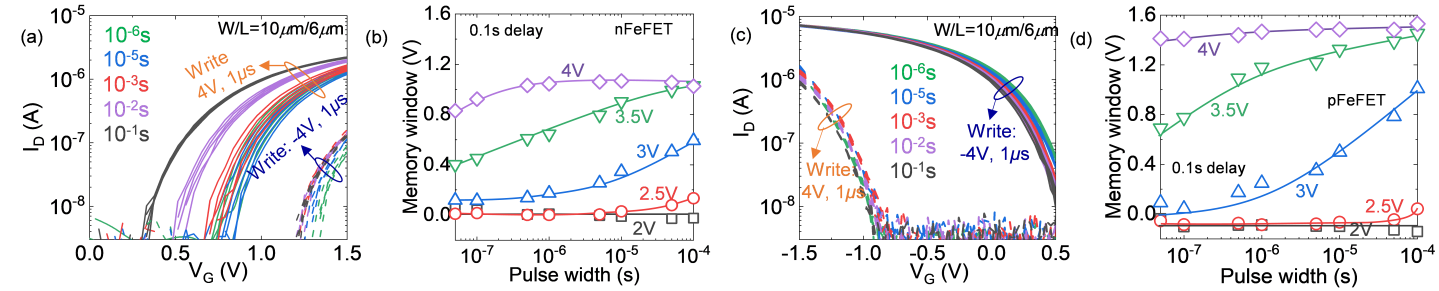 (a)
10⁻⁵
10⁻⁶
10⁻⁷
10⁻⁸
I_D (A)
W/L=10μm/6μm
10⁻⁶s
10⁻⁵s
10⁻³s
10⁻²s
10⁻¹s
Write
4V, 1μs
Write: -4V, 1μs
0.0 0.5 1.0 1.5
V_G (V)
(b)
1.6
1.2
0.8
0.4
0.0
Memory window (V)
0.1s delay
nFeFET
4V
3.5V
3V
2.5V
2V
10⁻⁷ 10⁻⁶ 10⁻⁵ 10⁻⁴
Pulse width (s)
(c)
10⁻⁵
10⁻⁶
10⁻⁷
10⁻⁸
I_D (A)
W/L=10μm/6μm
10⁻⁶s
10⁻⁵s
10⁻³s
10⁻²s
10⁻¹s
Write:
4V, 1μs
Write:
-4V, 1μs
-1.5 -1.0 -0.5 0.0 0.5
V_G (V)
(d)
1.6
1.2
0.8
0.4
0.0
Memory window (V)
4V
3.5V
pFeFET
0.1s delay
3V
2.5V
2V
10⁻⁷ 10⁻⁶ 10⁻⁵ 10⁻⁴
Pulse width (s)